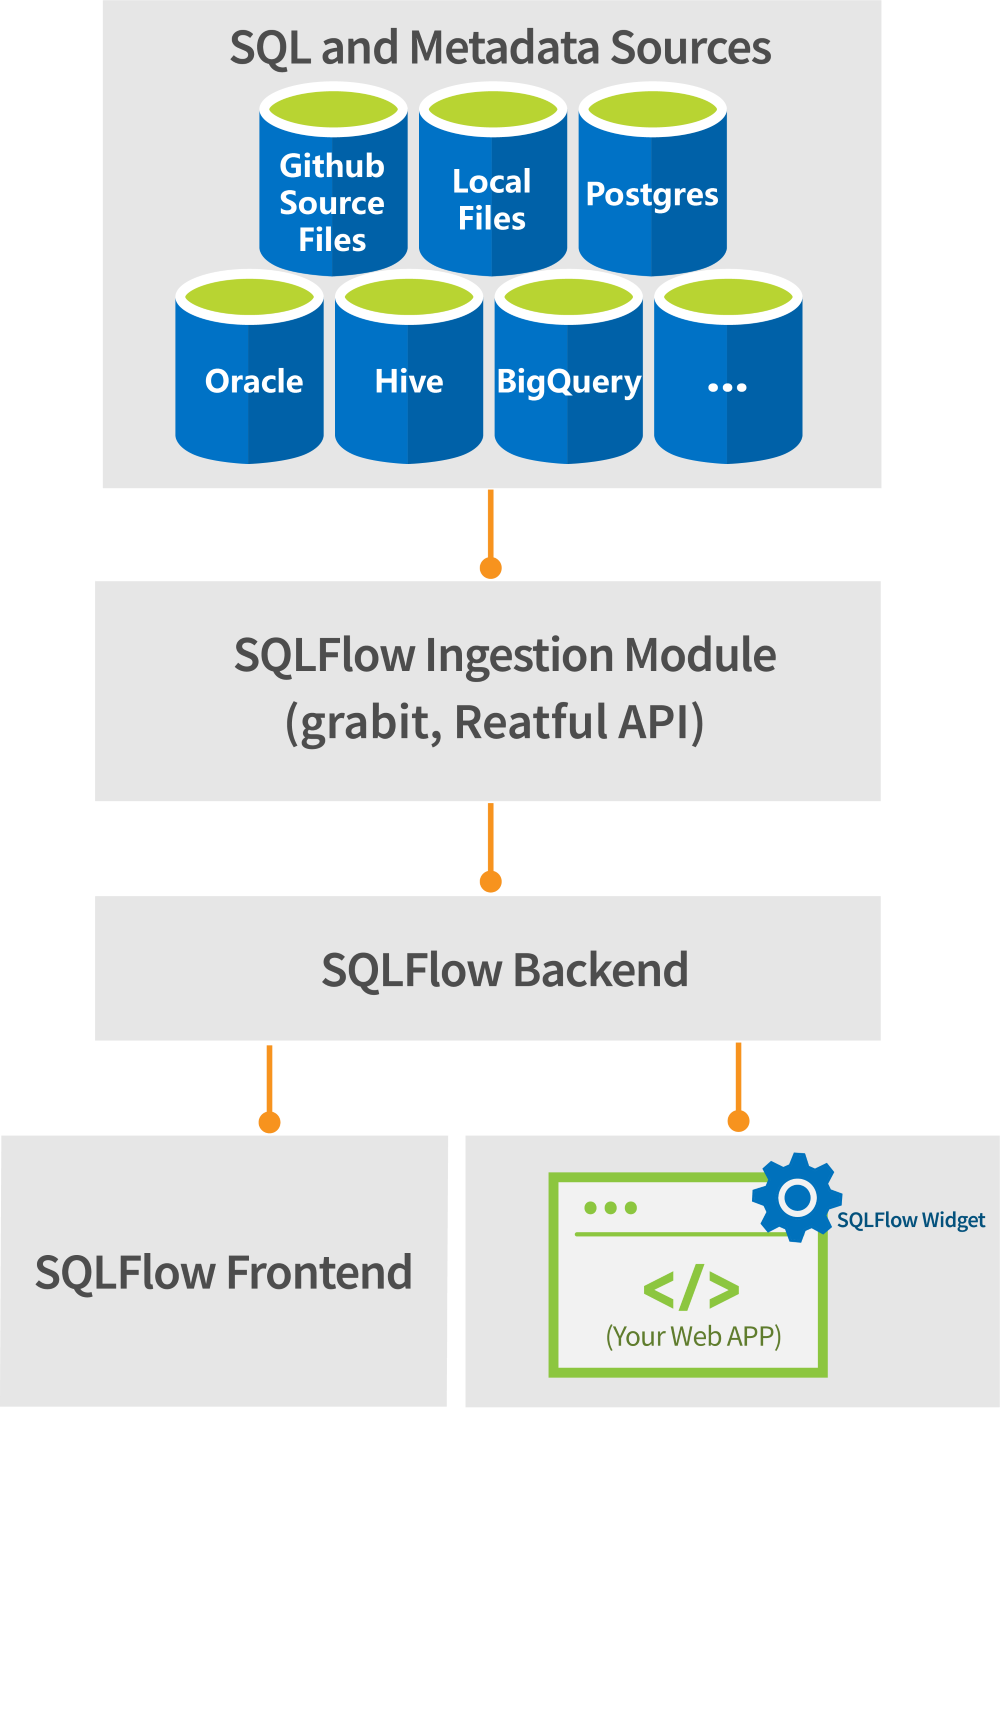 SQL and Metadata Sources
Github
Source
Files
Local
Files
Postgres
Oracle
Hive
BigQuery
...
SQLFlow Ingestion Module
(grabit, Reatful API)
SQLFlow Backend
SQLFlow Frontend
SQLFlow Widget
</>
(Your Web APP)